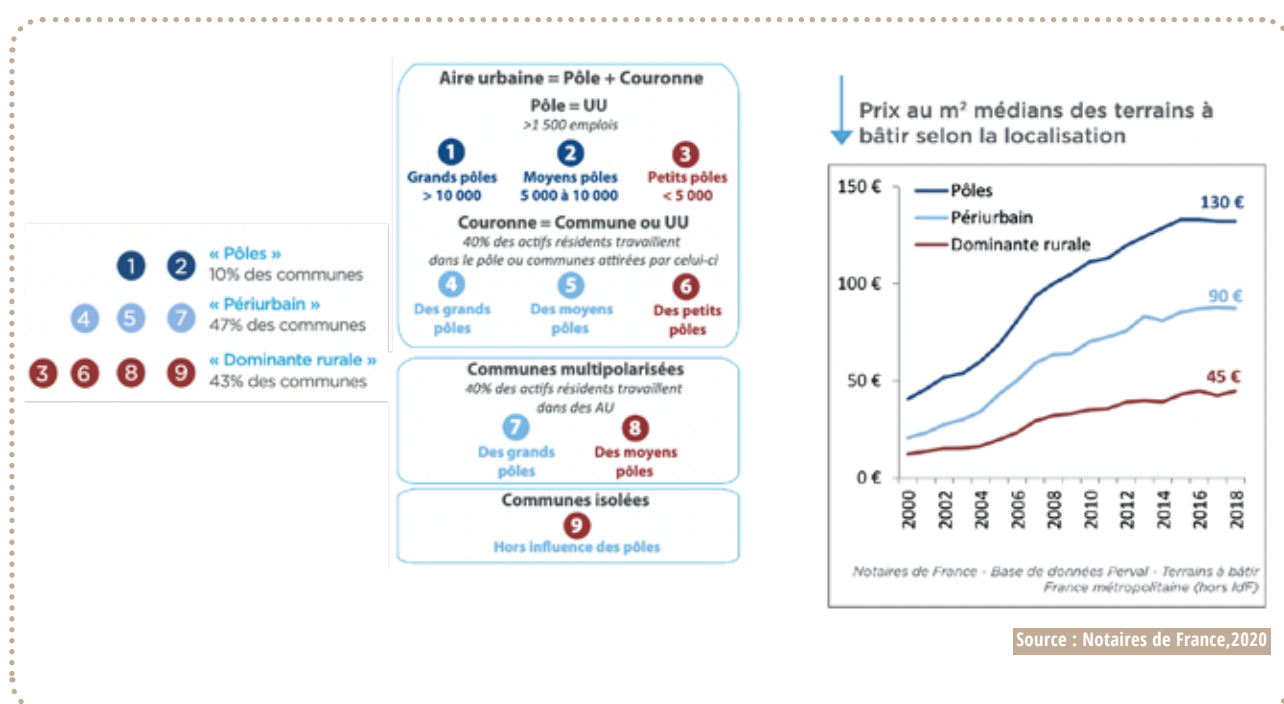 1 2 « Pôles »
10% des communes
4 5 7 « Périurbain »
47% des communes
3 6 8 9 « Dominante rurale »
43% des communes
Aire urbaine = Pôle + Couronne
Pôle = UU
>1 500 emplois
1 2 3
Grands pôles Moyens pôles Petits pôles
> 10 000 5 000 à 10 000 < 5 000
Couronne = Commune ou UU
40% des actifs résidents travaillent
dans le pôle ou communes attirées par celui-ci
4 5 6
Des grands Des moyens Des petits
pôles pôles pôles
Communes multipolarisées
40% des actifs résidents travaillent
dans des AU
7 8
Des grands Des moyens
pôles pôles
Communes isolées
9
Hors influence des pôles
Prix au m² médians des terrains à
bâtir selon la localisation
150 €
100 €
50 €
0 €
Pôles
Périurbain
Dominante rurale
130 €
90 €
45 €
2000 2002 2004 2006 2008 2010 2012 2014 2016 2018
Notaires de France - Base de données Perval - Terrains à bâtir
France métropolitaine (hors IdF)
Source : Notaires de France,2020